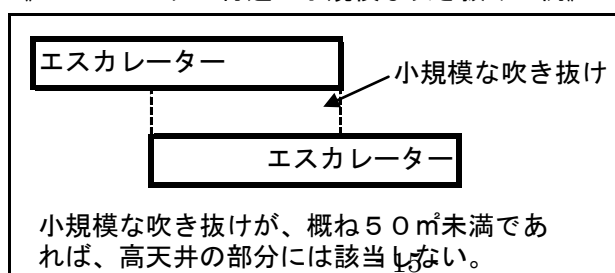 エスカレーター
小規模な吹き抜け
エスカレーター
小規模な吹き抜けが、概ね５０㎡未満であ
れば、高天井の部分には該当しない。